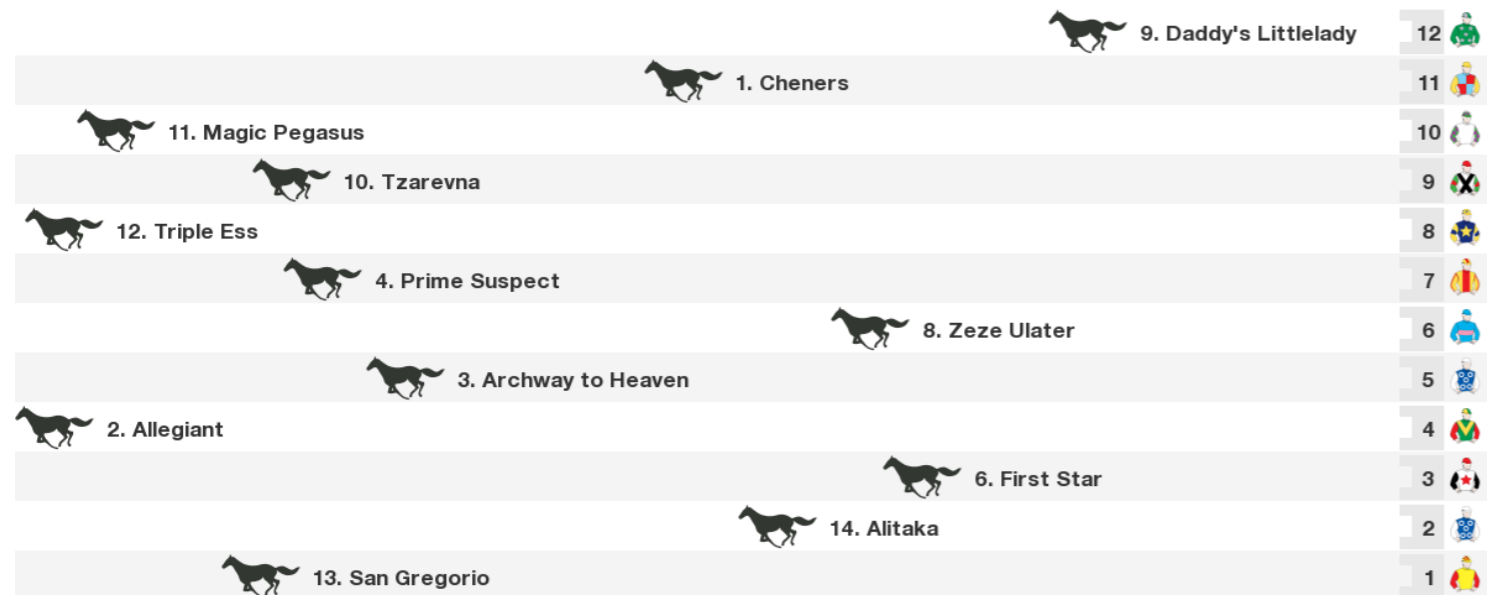 9. Daddy's Littlelady 12
1. Cheners 11
11. Magic Pegasus 10
10. Tzarevna 9
12. Triple Ess 8
4. Prime Suspect 7
8. Zeze Ulater 6
3. Archway to Heaven 5
2. Allegiant 4
6. First Star 3
14. Alitaka 2
13. San Gregorio 1